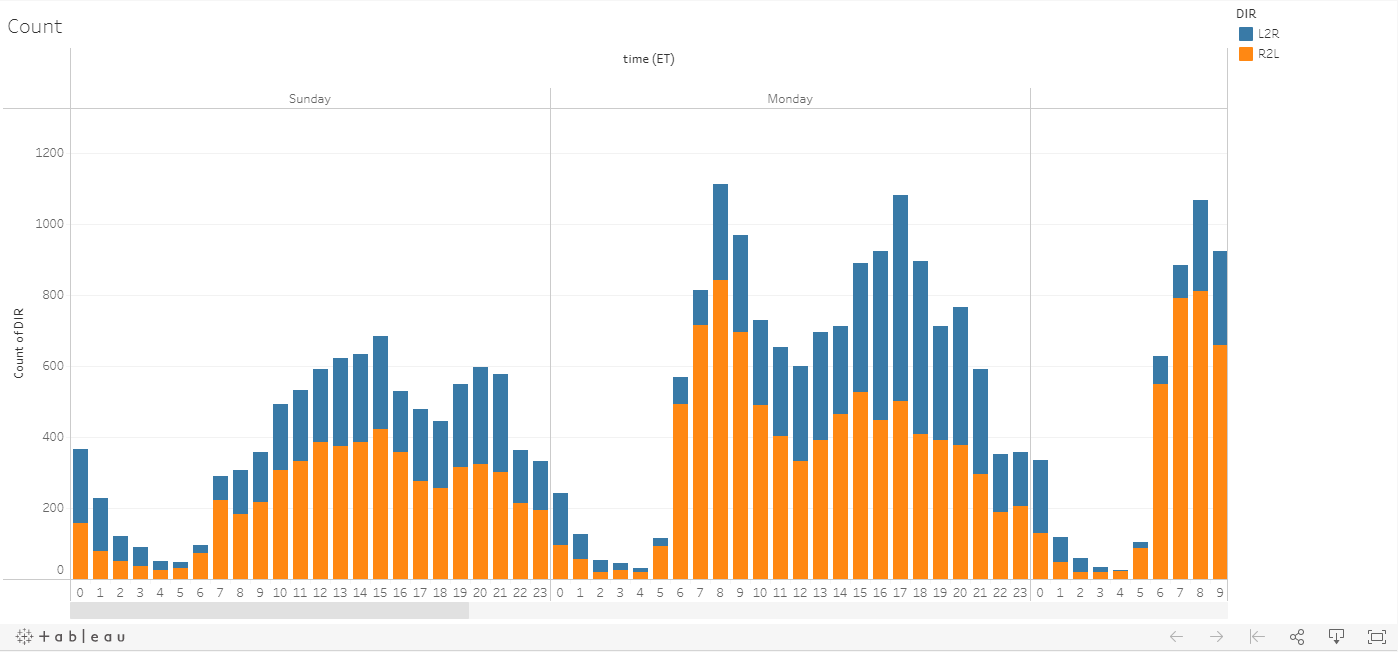 Count
DIR
L2R
R2L
time (ET)
Sunday Monday
Count of DIR
1200
1000
800
600
400
200
0
0 1 2 3 4 5 6 7 8 9 10 11 12 13 14 15 16 17 18 19 20 21 22 23 0 1 2 3 4 5 6 7 8 9 10 11 12 13 14 15 16 17 18 19 20 21 22 23 0 1 2 3 4 5 6 7 8 9
+ableau